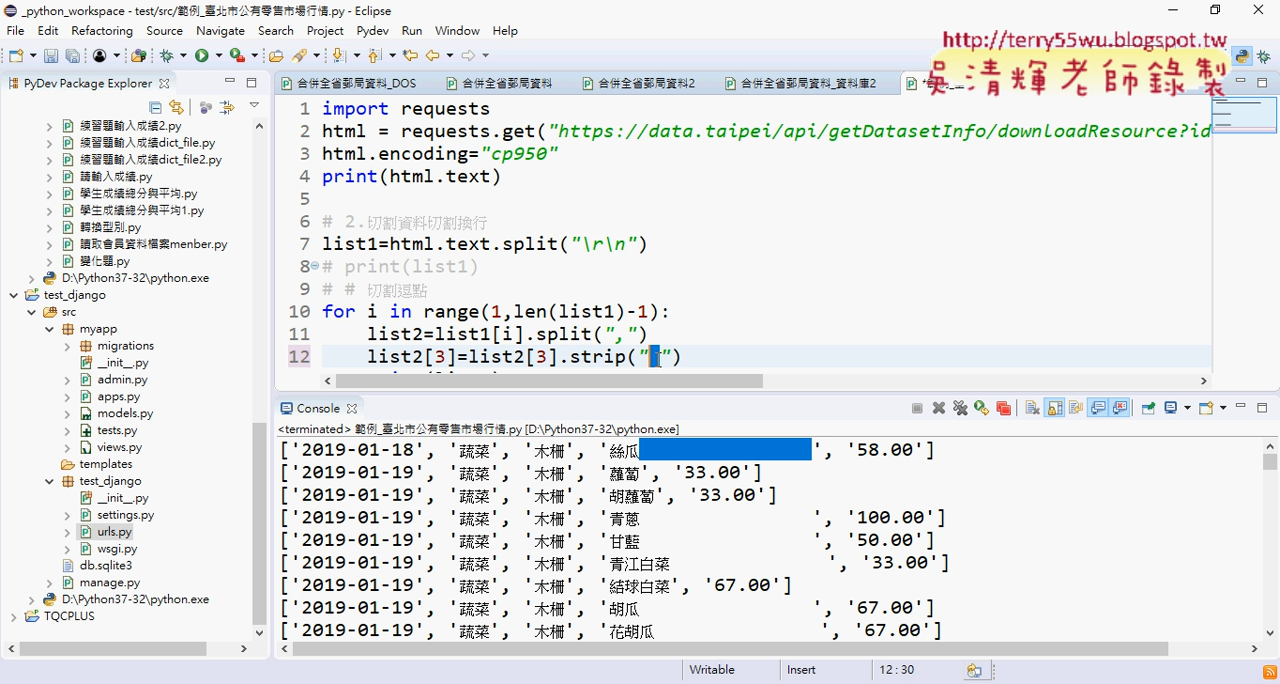 _python_workspace - test/src/範例_臺北市公有零售市場行情.py - Eclipse
File Edit Refactoring Source Navigate Search Project Pydev Run Window Help
http://terry55wu.blogspot.tw
吳清輝老師錄製
PyDev Package Explorer
合併全省郵局資料_DOS
合併全省郵局資料
合併全省郵局資料2
合併全省郵局資料_資料庫2
練習題輸入成績2.py
練習題輸入成績dict_file.py
練習題輸入成績dict_file2.py
請輸入成績.py
學生成績總分與平均.py
學生成績總分與平均1.py
轉換型別.py
讀取會員資料檔案menber.py
變化題.py
D:\Python37-32\python.exe
test_django
src
myapp
migrations
__init__.py
admin.py
apps.py
models.py
tests.py
views.py
templates
test_django
__init__.py
settings.py
urls.py
wsgi.py
db.sqlite3
manage.py
D:\Python37-32\python.exe
TQCPLUS
1 import requests
2 html = requests.get("https://data.taipei/api/getDatasetInfo/downloadResource?id
3 html.encoding="cp950"
4 print(html.text)
5
6 # 2.切割資料切割換行
7 list1=html.text.split("\r\n")
8 # print(list1)
9 # # 切割逗點
10 for i in range(1,len(list1)-1):
11 list2=list1[i].split(",")
12 list2[3]=list2[3].strip(" ")
Console
<terminated> 範例_臺北市公有零售市場行情.py [D:\Python37-32\python.exe]
['2019-01-18', '蔬菜', '木柵', '絲瓜 ', '58.00']
['2019-01-19', '蔬菜', '木柵', '蘿蔔', '33.00']
['2019-01-19', '蔬菜', '木柵', '胡蘿蔔', '33.00']
['2019-01-19', '蔬菜', '木柵', '青蔥 ', '100.00']
['2019-01-19', '蔬菜', '木柵', '甘藍 ', '50.00']
['2019-01-19', '蔬菜', '木柵', '青江白菜 ', '33.00']
['2019-01-19', '蔬菜', '木柵', '結球白菜', '67.00']
['2019-01-19', '蔬菜', '木柵', '胡瓜 ', '67.00']
['2019-01-19', '蔬菜', '木柵', '花胡瓜 ', '67.00']
Writable Insert 12 : 30